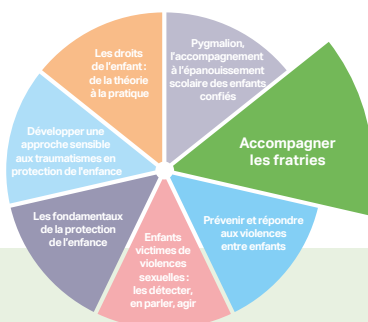 Pygmalion,
l'accompagnement
à l'épanouissement
scolaire des enfants
confiés
Accompagner
les fratries
Prévenir et répondre
aux violences
entre enfants
Enfants
victimes de
violences
sexuelles :
les détecter,
en parler, agir
Les fondamentaux
de la protection
de l'enfance
Développer une
approche sensible
aux traumatismes en
protection de l'enfance
Les droits
de l'enfant :
de la théorie
à la pratique